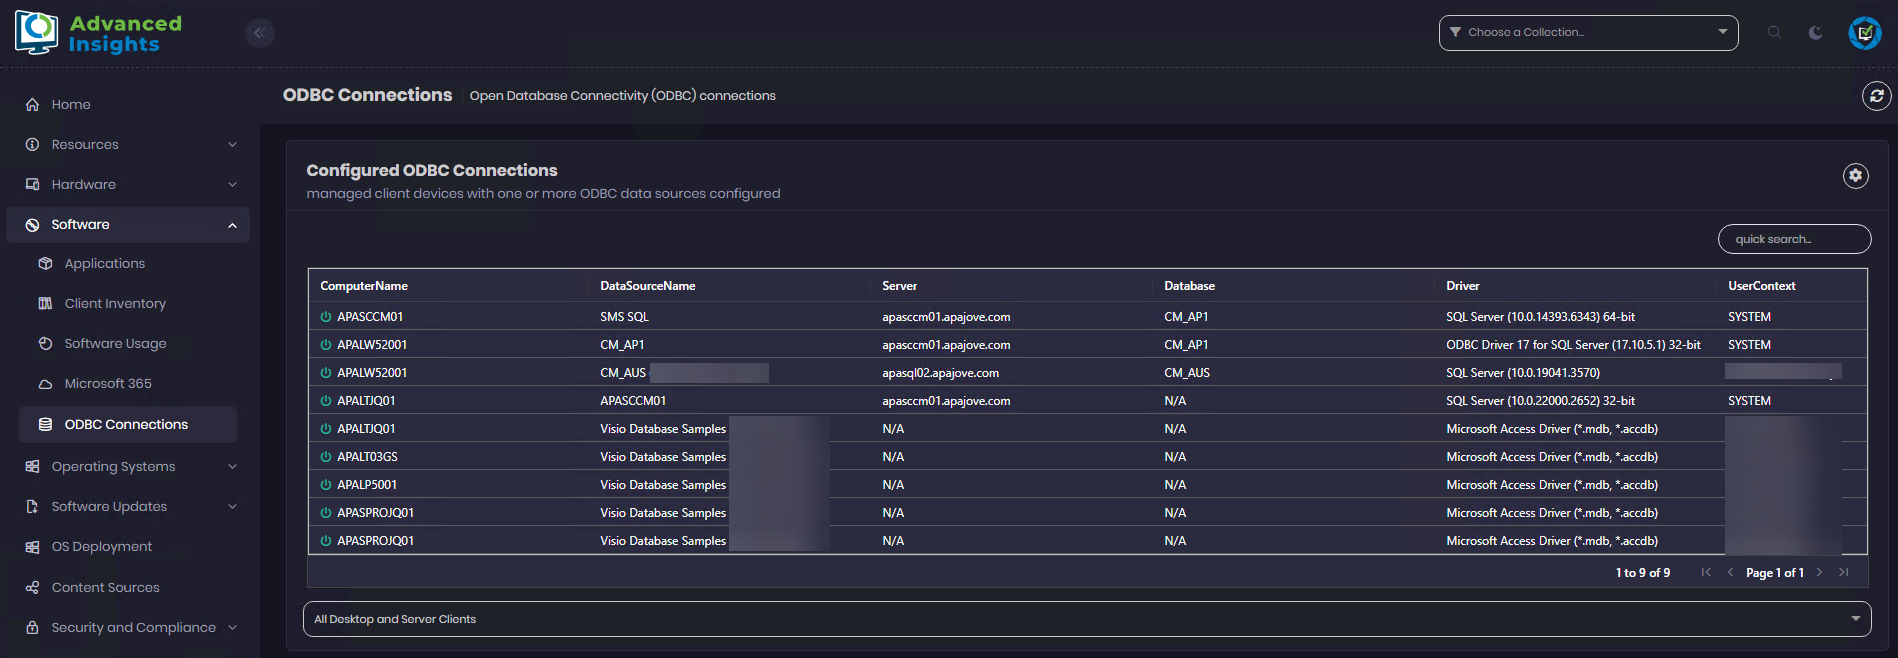 Advanced
Insights
Choose a Collection...
Home
Resources
Hardware
Software
Applications
Client Inventory
Software Usage
Microsoft 365
ODBC Connections
Operating Systems
Software Updates
OS Deployment
Content Sources
Security and Compliance
ODBC Connections Open Database Connectivity (ODBC) connections
Configured ODBC Connections
managed client devices with one or more ODBC data sources configured
quick search...
ComputerName DataSourceName Server Database Driver UserContext
APASCCM01 SMS SQL apasccm01.apajove.com CM_AP1 SQL Server (10.0.14393.6343) 64-bit SYSTEM
APALW52001 CM_AP1 apasccm01.apajove.com CM_AP1 ODBC Driver 17 for SQL Server (17.10.5.1) 32-bit SYSTEM
APALW52001 CM_AUS apasql02.apajove.com CM_AUS SQL Server (10.0.19041.3570)
APALTJQ01 APASCCM01 apasccm01.apajove.com N/A SQL Server (10.0.22000.2652) 32-bit SYSTEM
APALTJQ01 Visio Database Samples N/A N/A Microsoft Access Driver (*.mdb, *.accdb)
APALT03GS Visio Database Samples N/A N/A Microsoft Access Driver (*.mdb, *.accdb)
APALP5001 Visio Database Samples N/A N/A Microsoft Access Driver (*.mdb, *.accdb)
APASPROJQ01 Visio Database Samples N/A N/A Microsoft Access Driver (*.mdb, *.accdb)
APASPROJQ01 Visio Database Samples N/A N/A Microsoft Access Driver (*.mdb, *.accdb)
1 to 9 of 9 Page 1 of 1
All Desktop and Server Clients